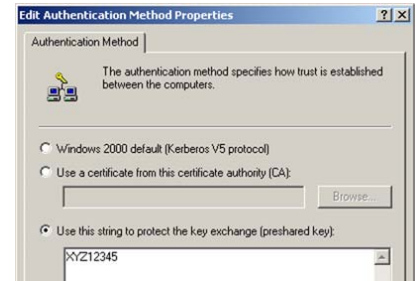 Edit Authentication Method Properties
Authentication Method
The authentication method specifies how trust is established
between the computers.
Windows 2000 default (Kerberos V5 protocol)
Use a certificate from this certificate authority (CA):
Browse...
Use this string to protect the key exchange (preshared key):
XYZ12345